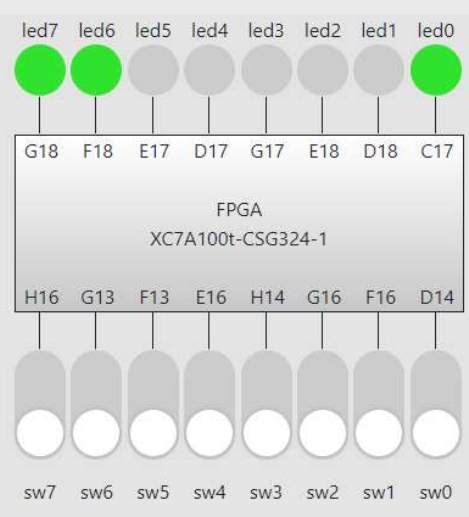 led7 led6 led5 led4 led3 led2 led1 led0
G18 F18 E17 D17 G17 E18 D18 C17
FPGA
XC7A100t-CSG324-1
H16 G13 F13 E16 H14 G16 F16 D14
sw7 sw6 sw5 sw4 sw3 sw2 sw1 sw0